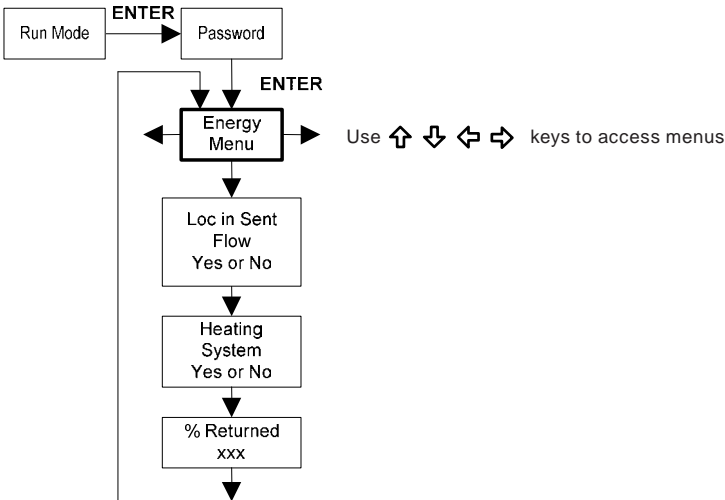 ENTER
Run Mode
Password
ENTER
Energy
Menu
Use keys to access menus
Loc in Sent
Flow
Yes or No
Heating
System
Yes or No
% Returned
xxx